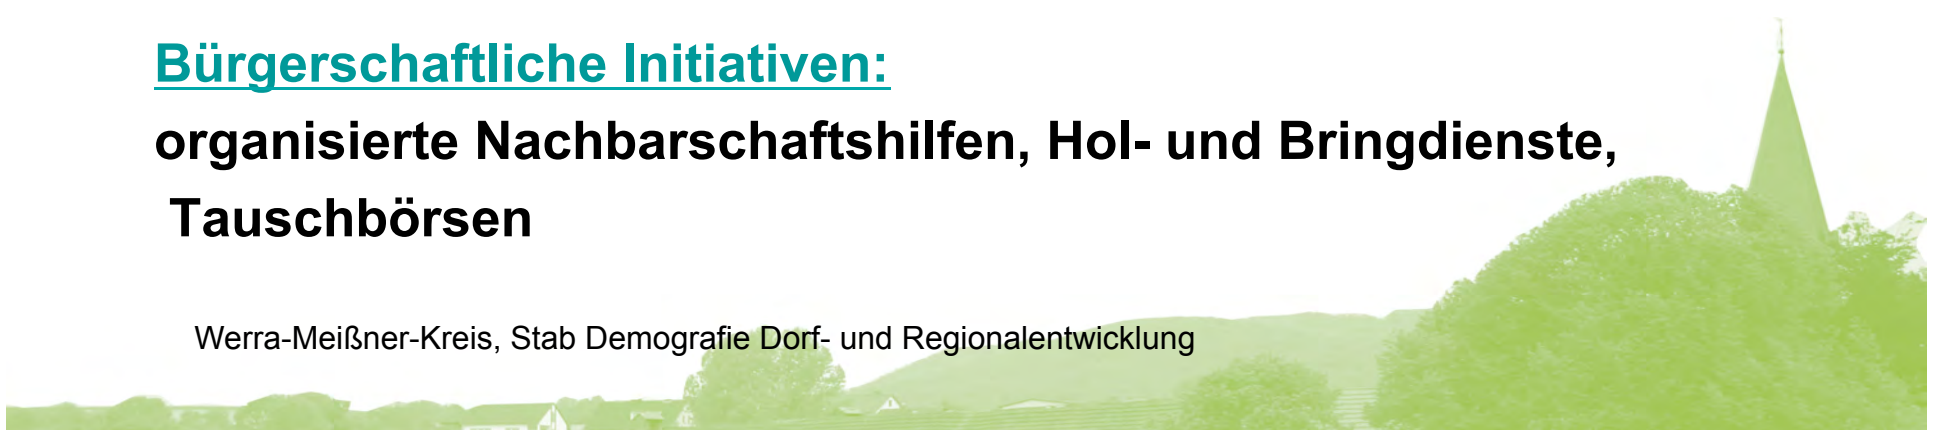 Bürgerschaftliche Initiativen:
organisierte Nachbarschaftshilfen, Hol- und Bringdienste,
Tauschbörsen
Werra-Meißner-Kreis, Stab Demografie Dorf- und Regionalentwicklung